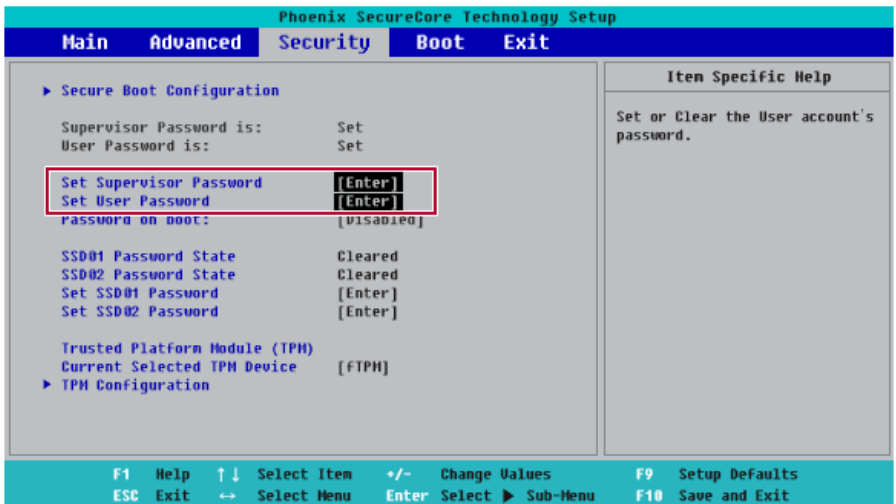 Phoenix SecureCore Technology Setup
Main Advanced Security Boot Exit
Item Specific Help
▶ Secure Boot Configuration
Set or Clear the User account's
password.
Supervisor Password is: Set
User Password is: Set
Set Supervisor Password [Enter]
Set User Password [Enter]
Password on boot: [Disabled]
SSD01 Password State Cleared
SSD02 Password State Cleared
Set SSD01 Password [Enter]
Set SSD02 Password [Enter]
Trusted Platform Module (TPM)
Current Selected TPM Device [fTPM]
▶ TPM Configuration
F1 Help ↑↓ Select Item +/- Change Values F9 Setup Defaults
ESC Exit ↔ Select Menu Enter Select ▶ Sub-Menu F10 Save and Exit